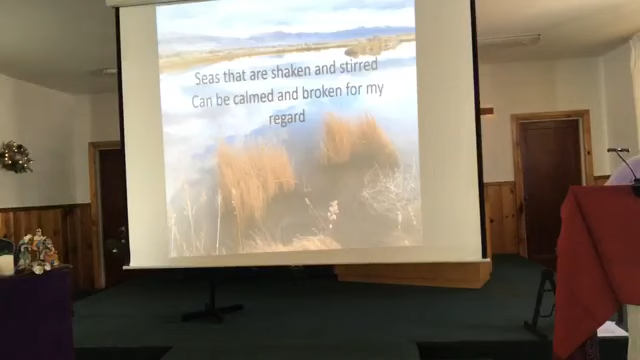 Seas that are shaken and stirred
Can be calmed and broken for my
regard